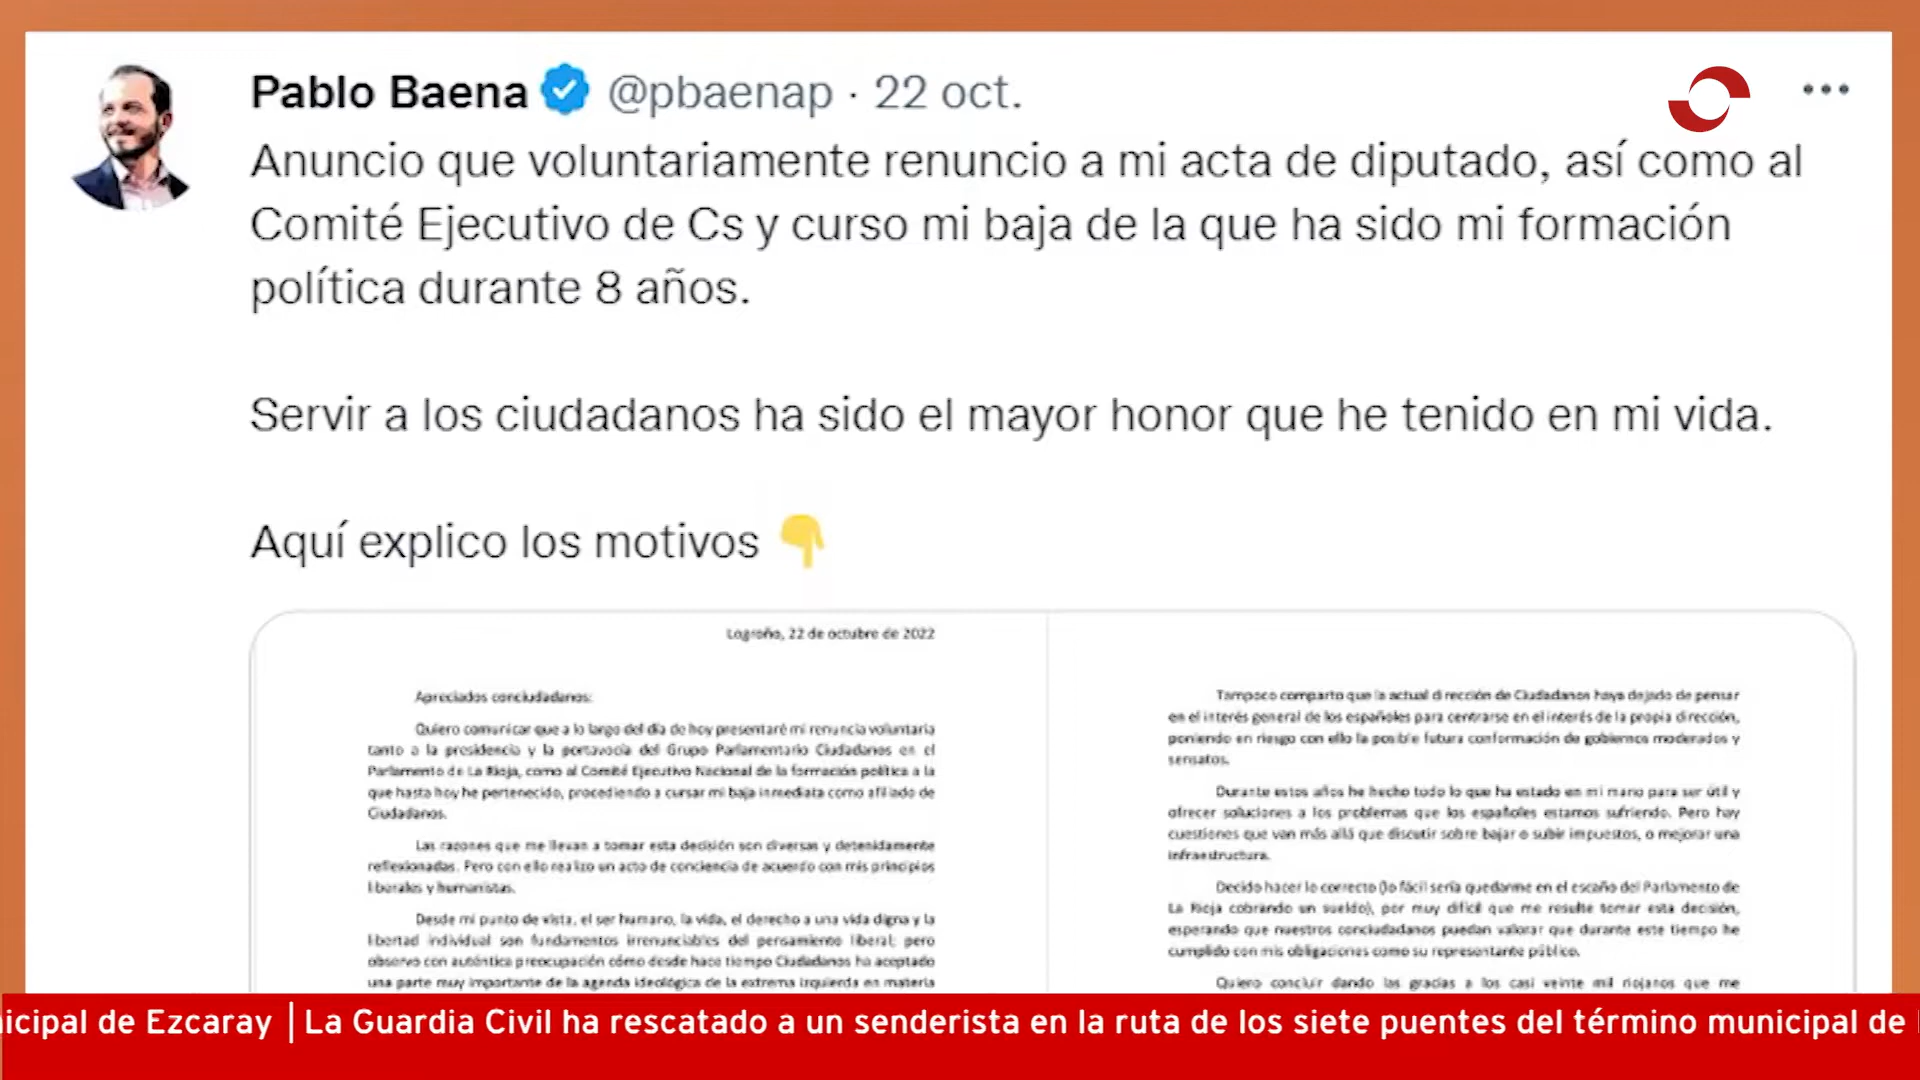 Pablo Baena @pbaenap · 22 oct.
Anuncio que voluntariamente renuncio a mi acta de diputado, así como al
Comité Ejecutivo de Cs y curso mi baja de la que ha sido mi formación
política durante 8 años.
Servir a los ciudadanos ha sido el mayor honor que he tenido en mi vida.
Aquí explico los motivos 👇
Logroño, 22 de octubre de 2022
Apreciados conciudadanos:
Quiero comunicar que a lo largo del día de hoy presentaré mi renuncia voluntaria
tanto a la presidencia y la portavocía del Grupo Parlamentario Ciudadanos en el
Parlamento de La Rioja, como al Comité Ejecutivo Nacional de la formación política a la
que hasta hoy he pertenecido, procediendo a cursar mi baja inmediata como afiliado de
Ciudadanos.
Las razones que me llevan a tomar esta decisión son diversas y detenidamente
reflexionadas. Pero con ello realizo un acto de conciencia de acuerdo con mis principios
liberales y humanistas.
Desde mi punto de vista, el ser humano, la vida, el derecho a una vida digna y la
libertad individual son fundamentos irrenunciables del pensamiento liberal; pero
observo con auténtica preocupación cómo desde hace tiempo Ciudadanos ha aceptado
una parte muy importante de la agenda ideológica de la extrema izquierda en materia
Tampoco comparto que la actual dirección de Ciudadanos haya dejado de pensar
en el interés general de los españoles para centrarse en el interés de la propia dirección,
poniendo en riesgo con ello la posible futura conformación de gobiernos moderados y
sensatos.
Durante estos años he hecho todo lo que ha estado en mi mano para ser útil y
ofrecer soluciones a los problemas que los españoles estamos sufriendo. Pero hay
cuestiones que van más allá que discutir sobre bajar o subir impuestos, o mejorar una
infraestructura.
Decido hacer lo correcto (lo fácil sería quedarme en el escaño del Parlamento de
La Rioja cobrando un sueldo), por muy difícil que me resulte tomar esta decisión,
esperando que nuestros conciudadanos puedan valorar que durante este tiempo he
cumplido con mis obligaciones como su representante público.
Quiero concluir dando las gracias a los casi veinte mil riojanos que me
icipal de Ezcaray | La Guardia Civil ha rescatado a un senderista en la ruta de los siete puentes del término municipal de